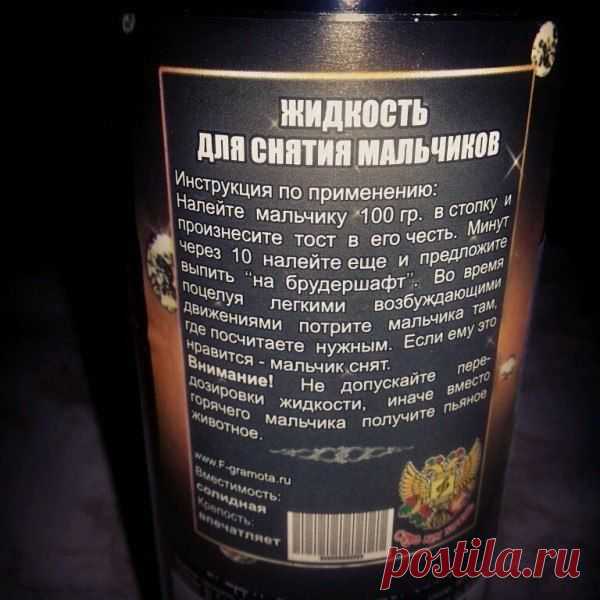 ЖИДКОСТЬ
ДЛЯ СНЯТИЯ МАЛЬЧИКОВ
Инструкция по применению:
Налейте мальчику 100 гр. в стопку и
произнесите тост в его честь. Минут
через 10 налейте еще и предложите
выпить "на брудершафт". Во время
поцелуя легкими возбуждающими
движениями потрите мальчика там,
где посчитаете нужным. Если ему это
нравится - мальчик снят.
Внимание! Не допускайте пере-
дозировки жидкости, иначе вместо
горячего мальчика получите пьяное
животное.
www.F-gramota.ru
Вместимость:
солидная
Крепость:
впечатляет
postila.ru